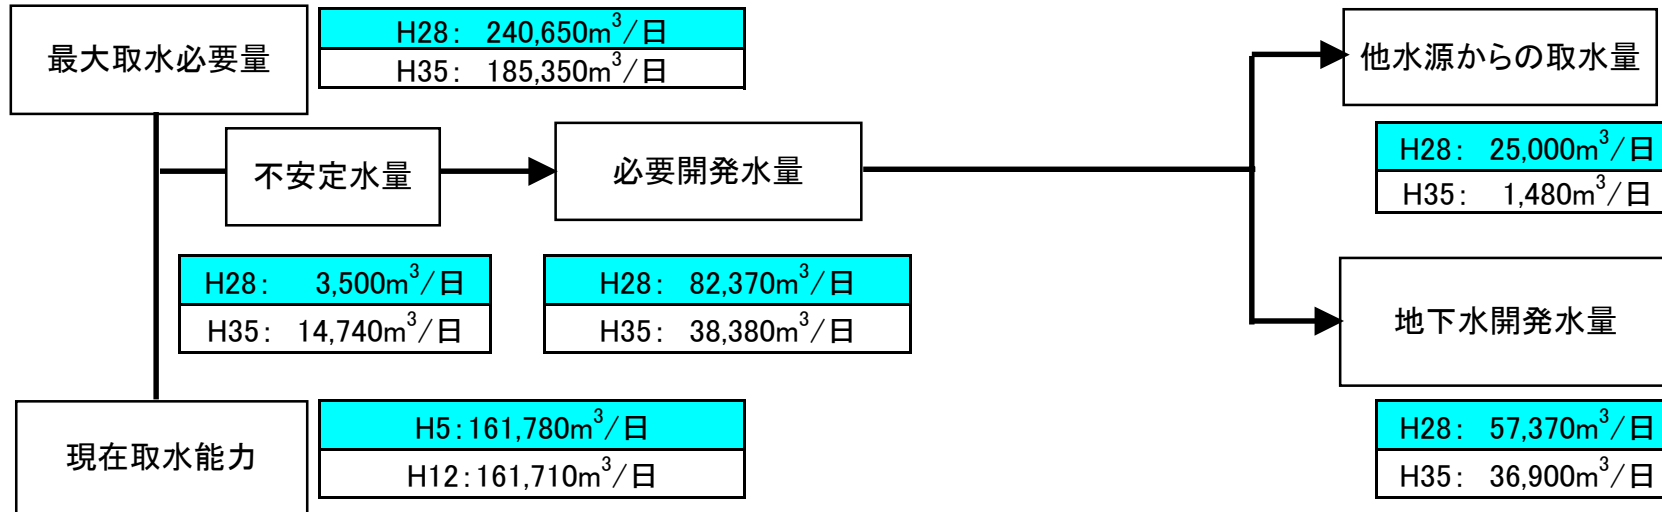 最大取水必要量
H28: 240,650m³/日
H35: 185,350m³/日
不安定水量
H28: 3,500m³/日
H35: 14,740m³/日
必要開発水量
H28: 82,370m³/日
H35: 38,380m³/日
現在取水能力
H5:161,780m³/日
H12:161,710m³/日
他水源からの取水量
H28: 25,000m³/日
H35: 1,480m³/日
地下水開発水量
H28: 57,370m³/日
H35: 36,900m³/日